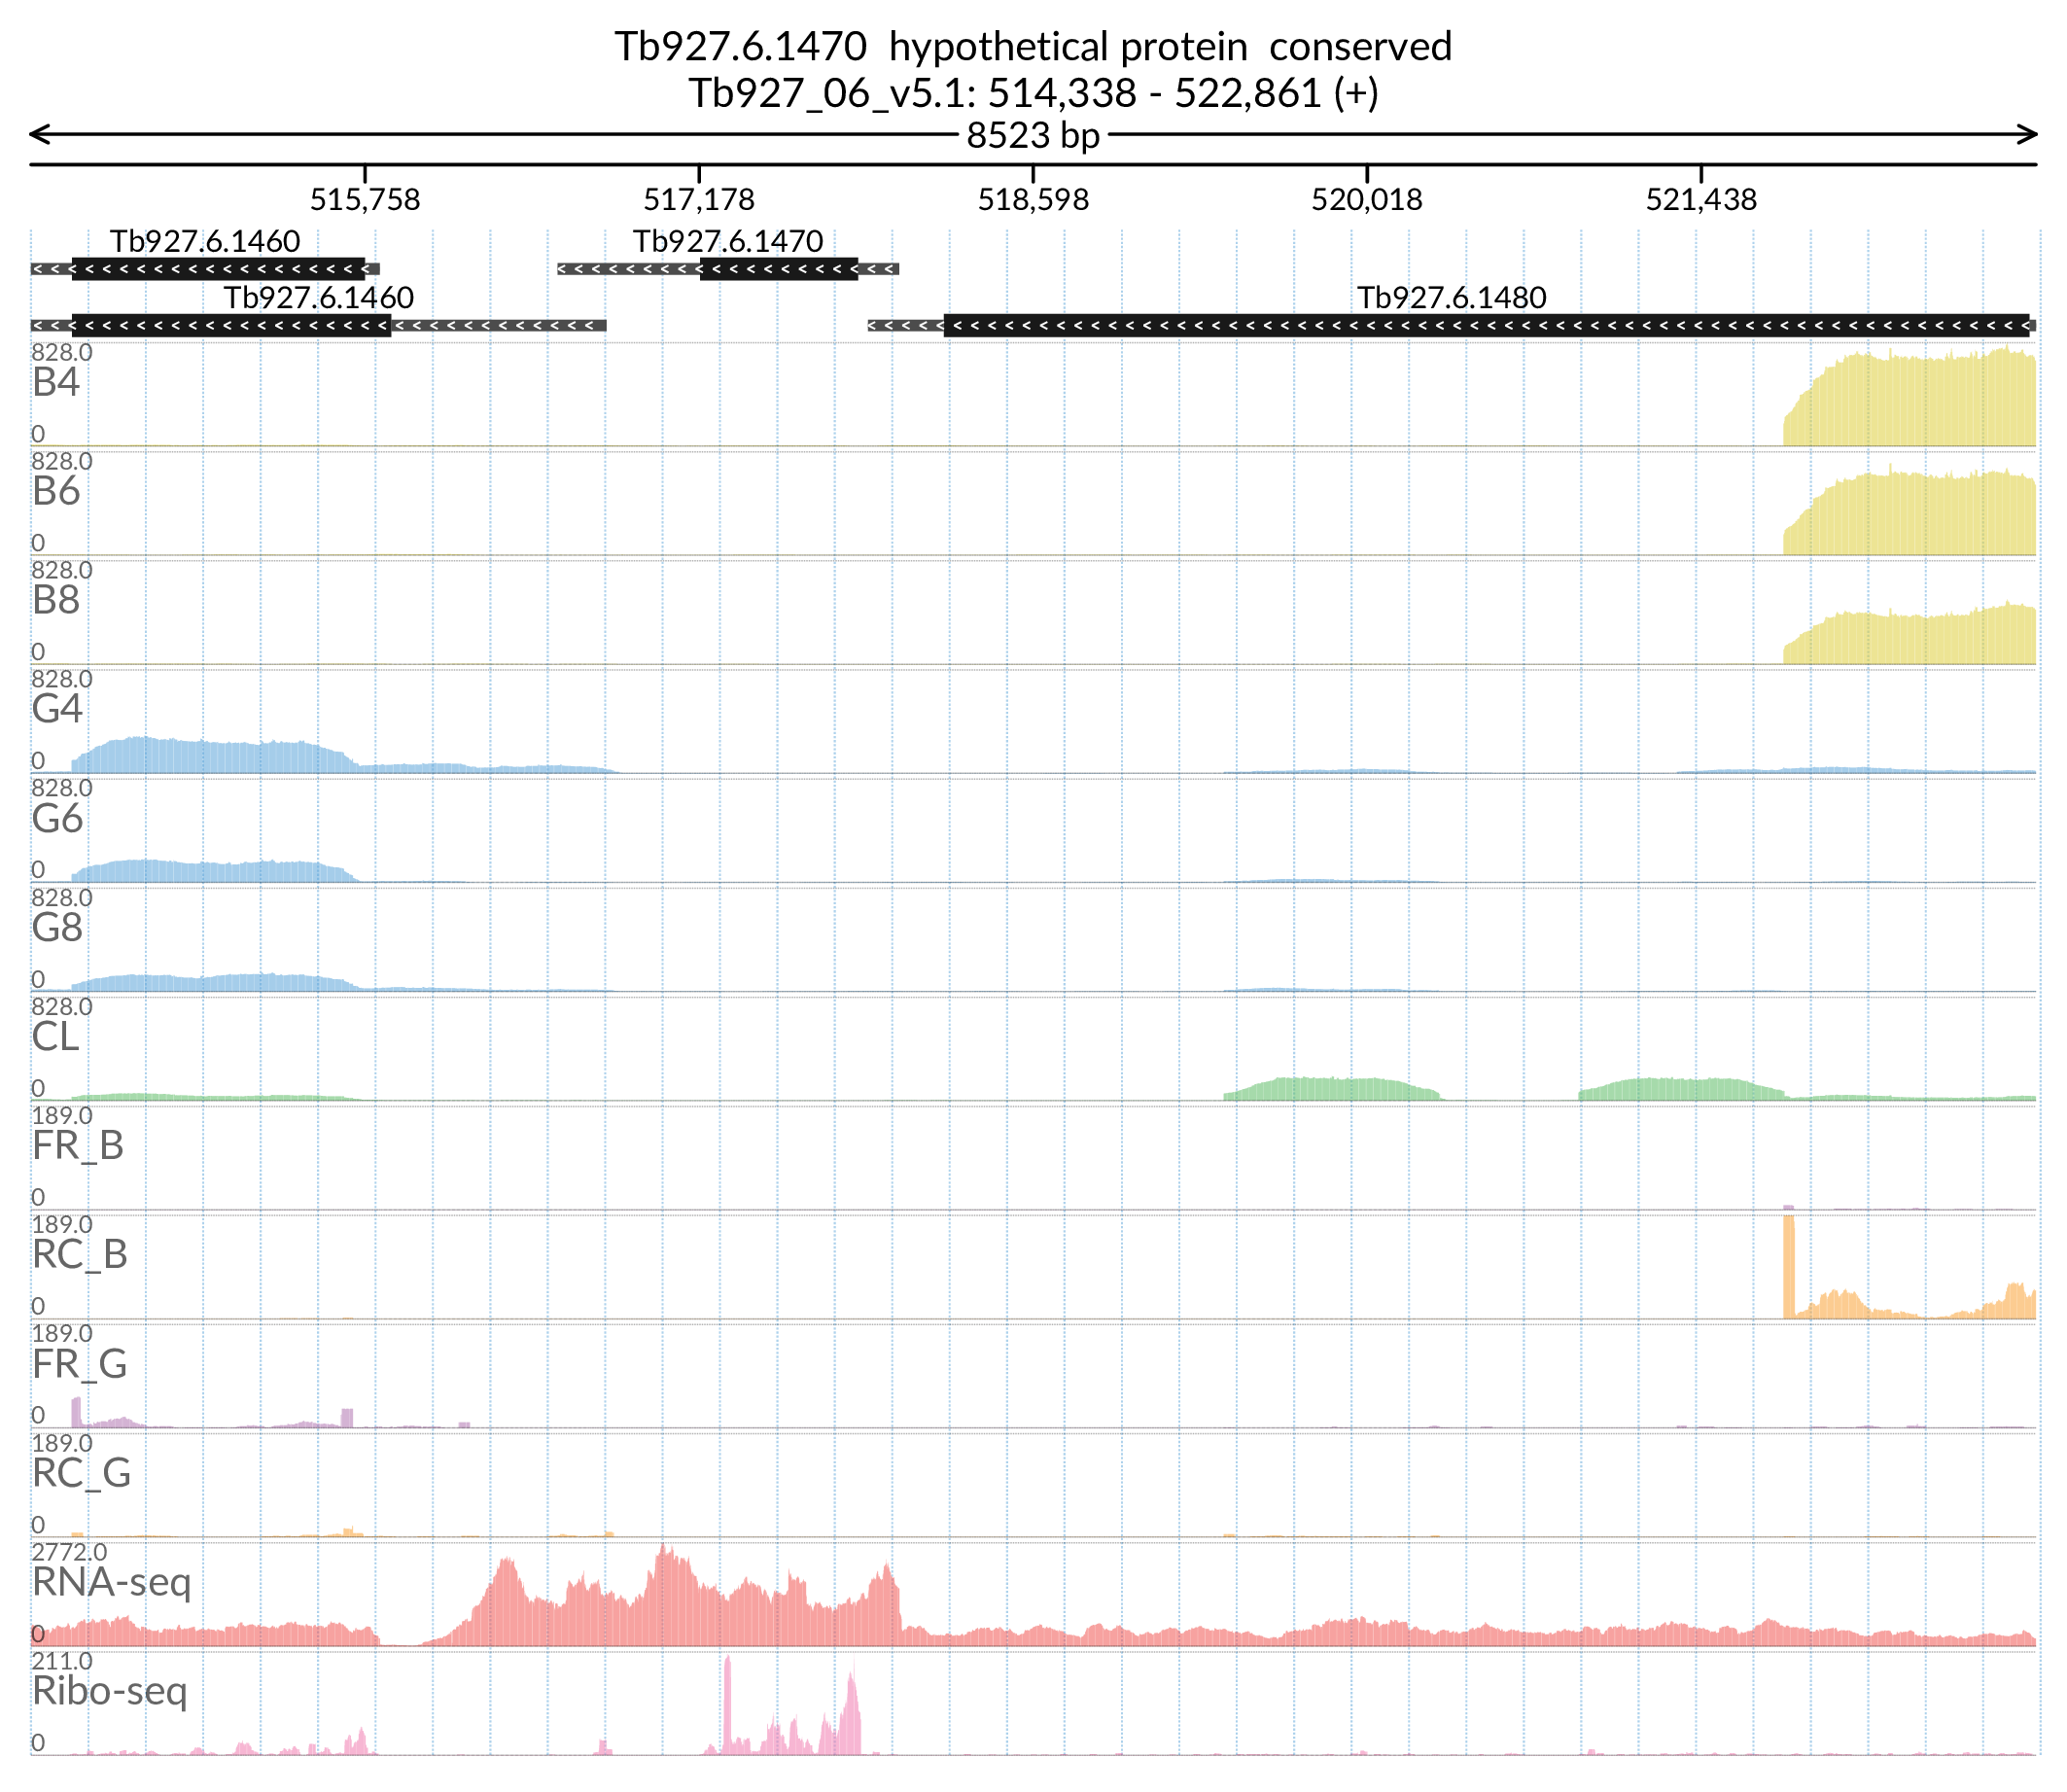 Tb927.6.1470 hypothetical protein conserved
Tb927_06_v5.1: 514,338 - 522,861 (+)
8523 bp
515,758 517,178 518,598 520,018 521,438
Tb927.6.1460 Tb927.6.1470
Tb927.6.1460 Tb927.6.1480
828.0
B4
0
828.0
B6
0
828.0
B8
0
828.0
G4
0
828.0
G6
0
828.0
G8
0
828.0
CL
0
189.0
FR_B
0
189.0
RC_B
0
189.0
FR_G
0
189.0
RC_G
0
2772.0
RNA-seq
0
211.0
Ribo-seq
0